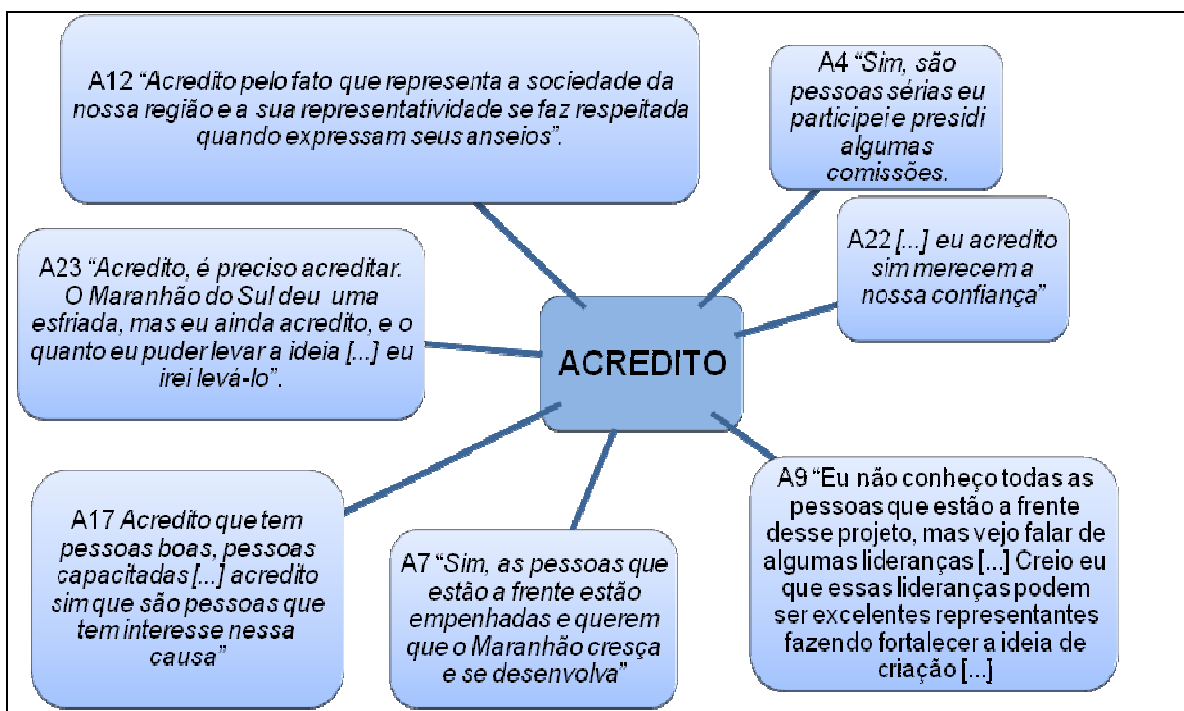 A12 “Acredito pelo fato que representa a sociedade da
nossa região e a sua representatividade se faz respeitada
quando expressam seus anseios”.
A4 “Sim, são
pessoas sérias eu
participei e presidi
algumas
comissões.
A22 [...] eu acredito
sim merecem a
nossa confiança”
A23 “Acredito, é preciso acreditar.
O Maranhão do Sul deu uma
esfriada, mas eu ainda acredito, e o
quanto eu puder levar a ideia [...] eu
irei levá-lo”.
ACREDITO
A17 Acredito que tem
pessoas boas, pessoas
capacitadas [...] acredito
sim que são pessoas que
tem interesse nessa
causa”
A7 “Sim, as pessoas que
estão a frente estão
empenhadas e querem
que o Maranhão cresça
e se desenvolva”
A9 “Eu não conheço todas as
pessoas que estão a frente
desse projeto, mas vejo falar de
algumas lideranças [...] Creio eu
que essas lideranças podem
ser excelentes representantes
fazendo fortalecer a ideia de
criação [...]